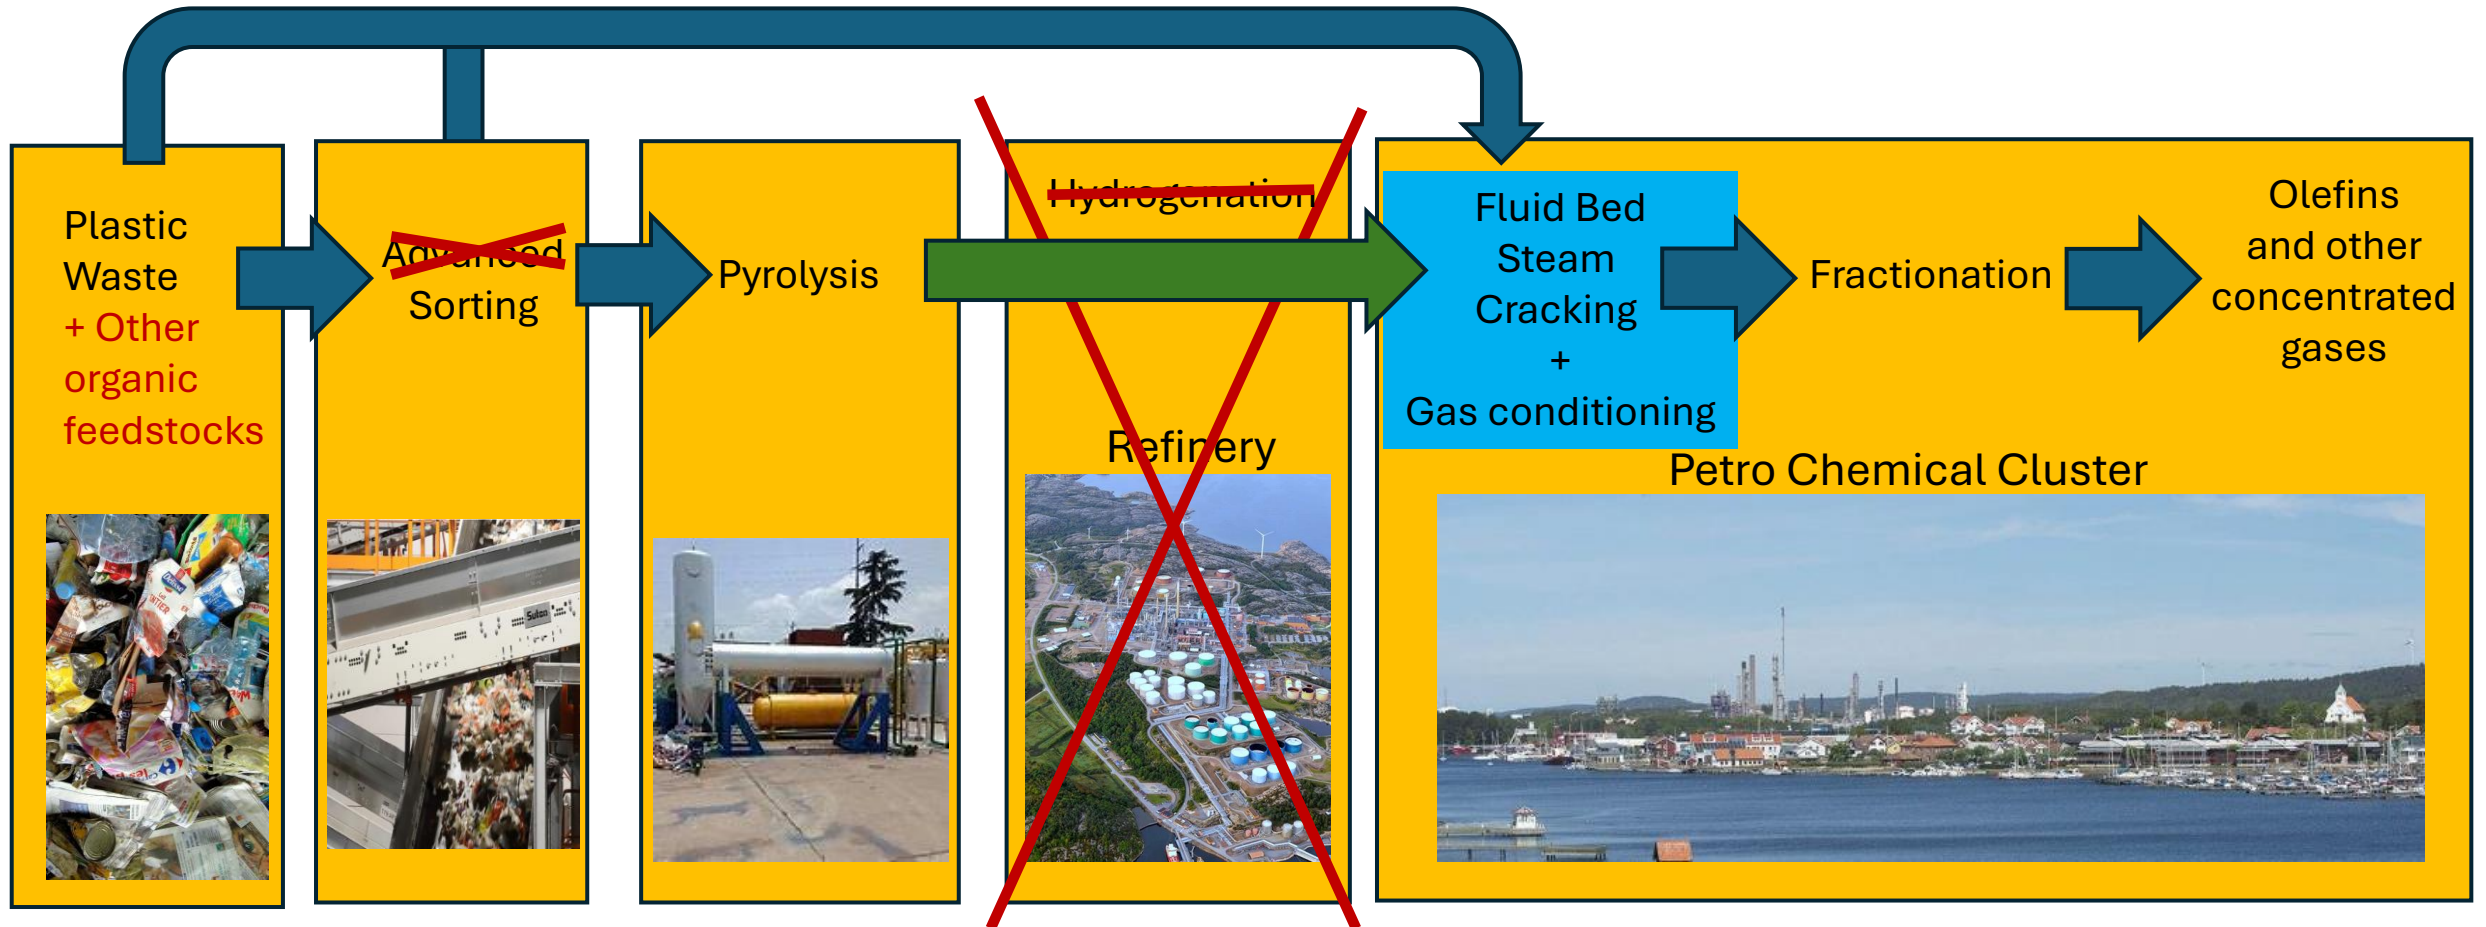 Plastic
Waste
+ Other
organic
feedstocks
Advanced
Sorting
Pyrolysis
Hydrogenation
Refinery
Fluid Bed
Steam
Cracking
+
Gas conditioning
Fractionation
Olefins
and other
concentrated
gases
Petro Chemical Cluster
Sutco